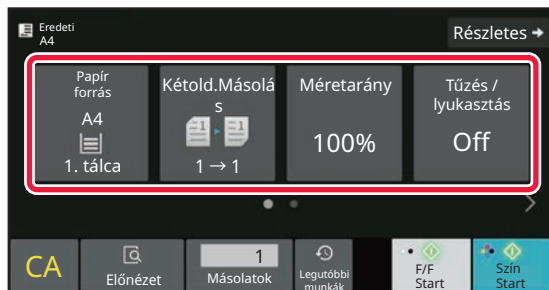 Eredeti
A4
Részletes
Papír
forrás
A4
1. tálca
Kétold.Másolá
s
1 → 1
Méretarány
100%
Tűzés /
lyukasztás
Off
CA
Előnézet
1
Másolatok
Legutóbbi
munkák
F/F
Start
Szín
Start